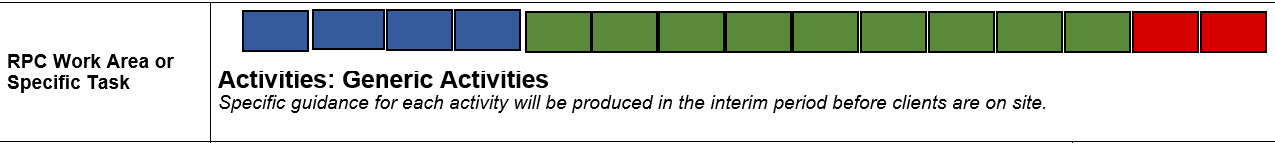 RPC Work Area or
Specific Task
Activities: Generic Activities
Specific guidance for each activity will be produced in the interim period before clients are on site.